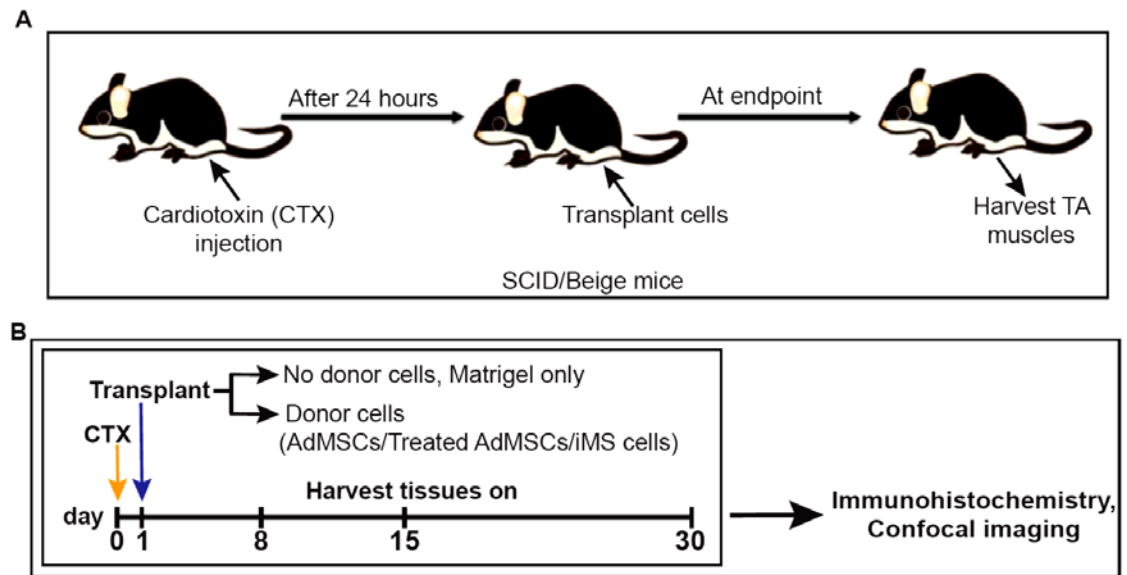 A
After 24 hours
At endpoint
Cardiotoxin (CTX)
injection
Transplant cells
Harvest TA
muscles
SCID/Beige mice
B
Transplant
No donor cells, Matrigel only
Donor cells
(AdMSCs/Treated AdMSCs/iMS cells)
CTX
Harvest tissues on
day
0 1 8 15 30
Immunohistochemistry,
Confocal imaging